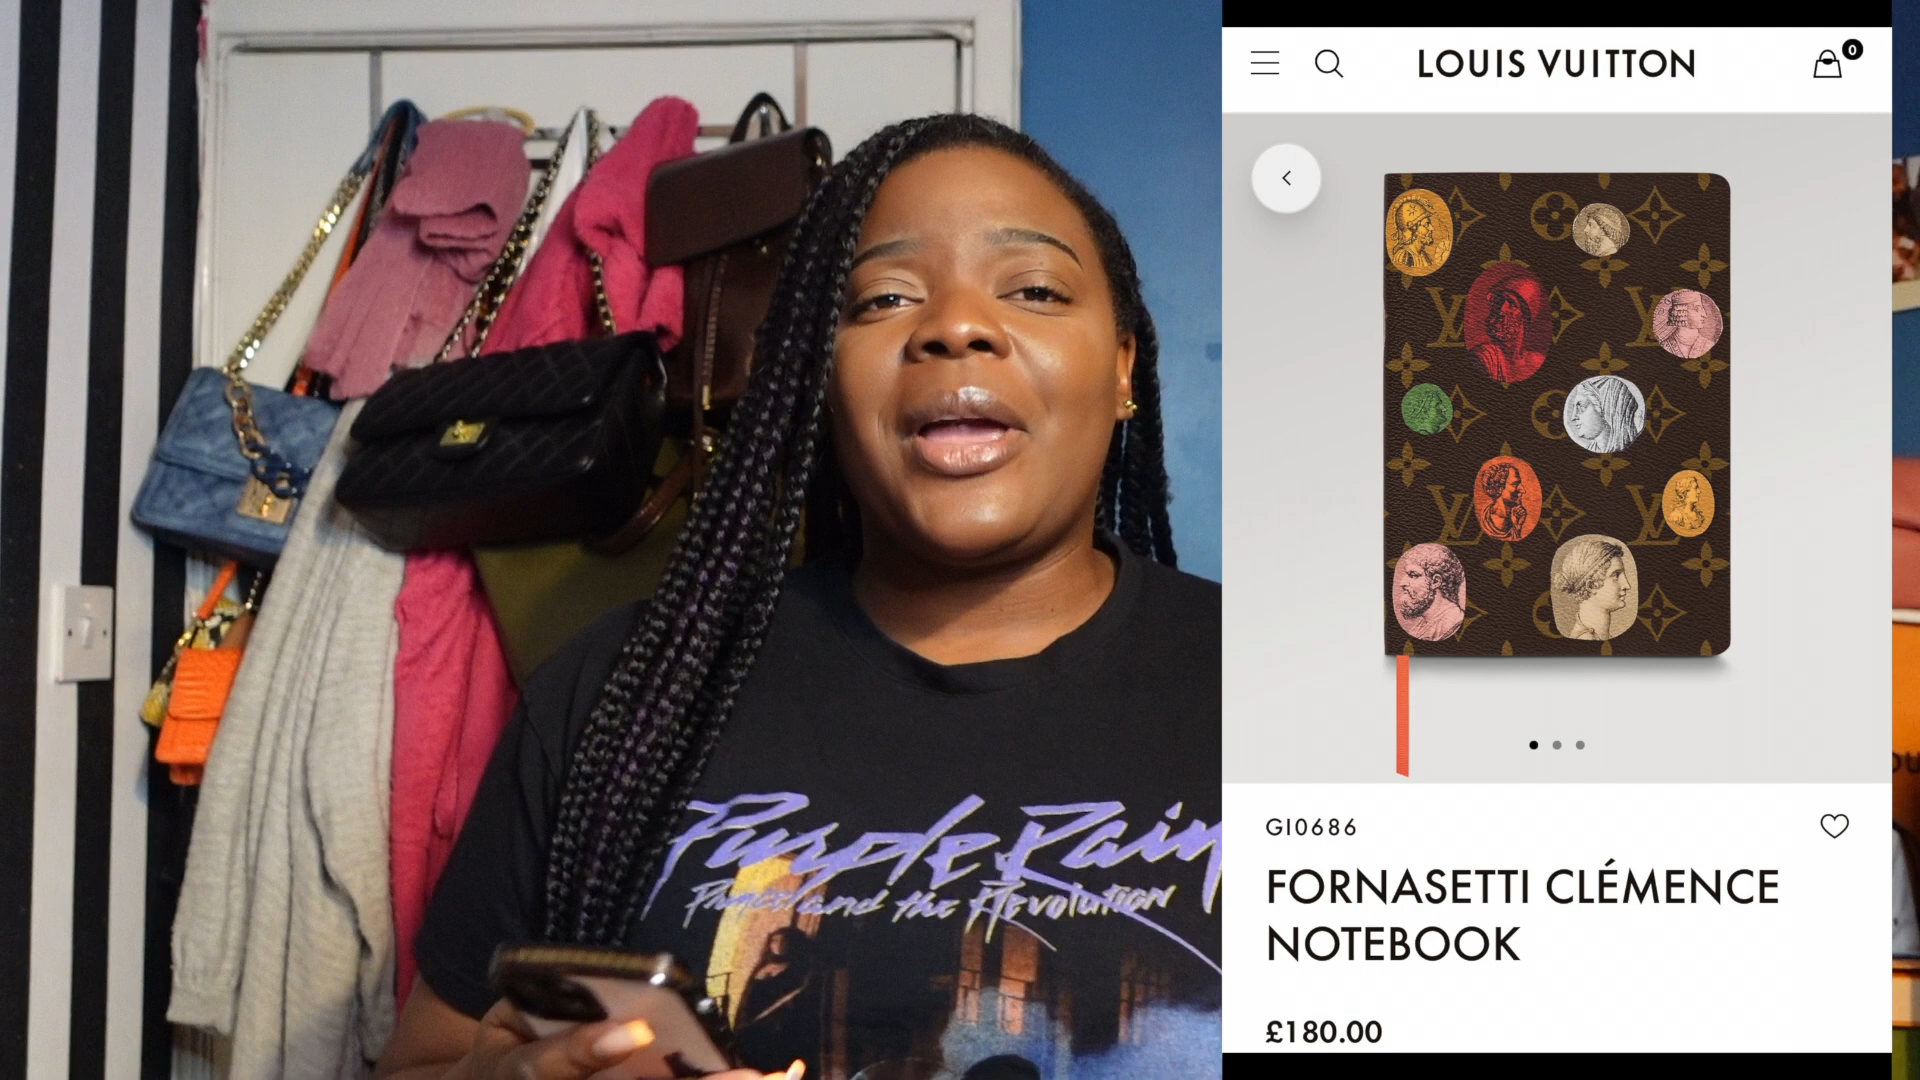 Purple Rain
Prince and the Revolution
LOUIS VUITTON
0
GI0686
FORNASETTI CLÉMENCE
NOTEBOOK
£180.00